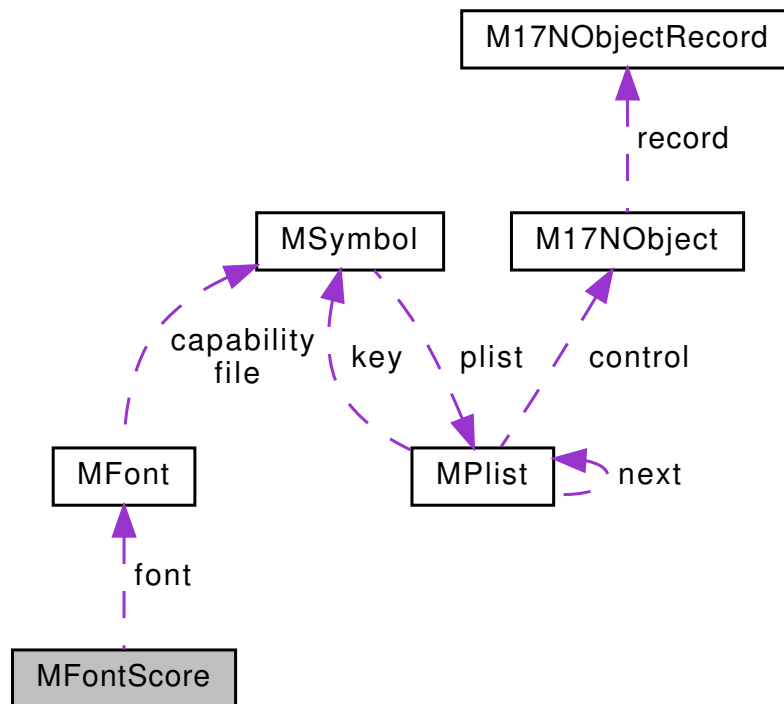 M17NObjectRecord
record
MSymbol
M17NObject
capability
file
key
plist
control
MFont
MPlist
next
font
MFontScore